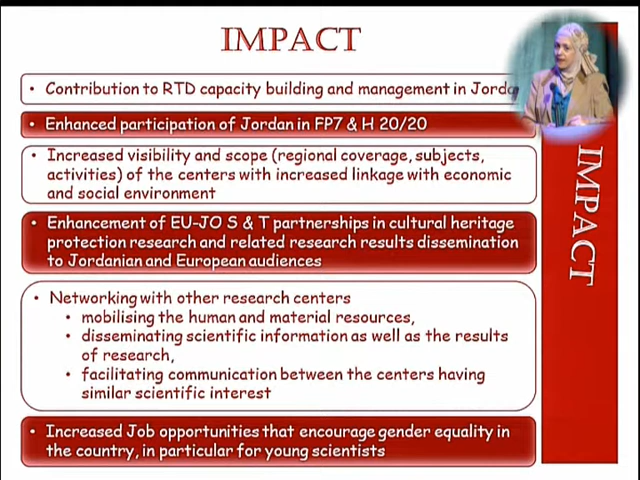 IMPACT
• Contribution to RTD capacity building and management in
• Enhanced participation of Jordan in FP7 & H 20/20
• Increased visibility and scope (regional coverage, subjects,
activities) of the centers with increased linkage with economic
and social environment
• Enhancement of EU-JO S & T partnerships in cultural heritage
protection research and related research results dissemination
to Jordanian and European audiences
• Networking with other research centers
• mobilising the human and material resources,
• disseminating scientific information as well as the results
of research,
• facilitating communication between the centers having
similar scientific interest
• Increased Job opportunities that encourage gender equality in
the country, in particular for young scientists
IMPACT